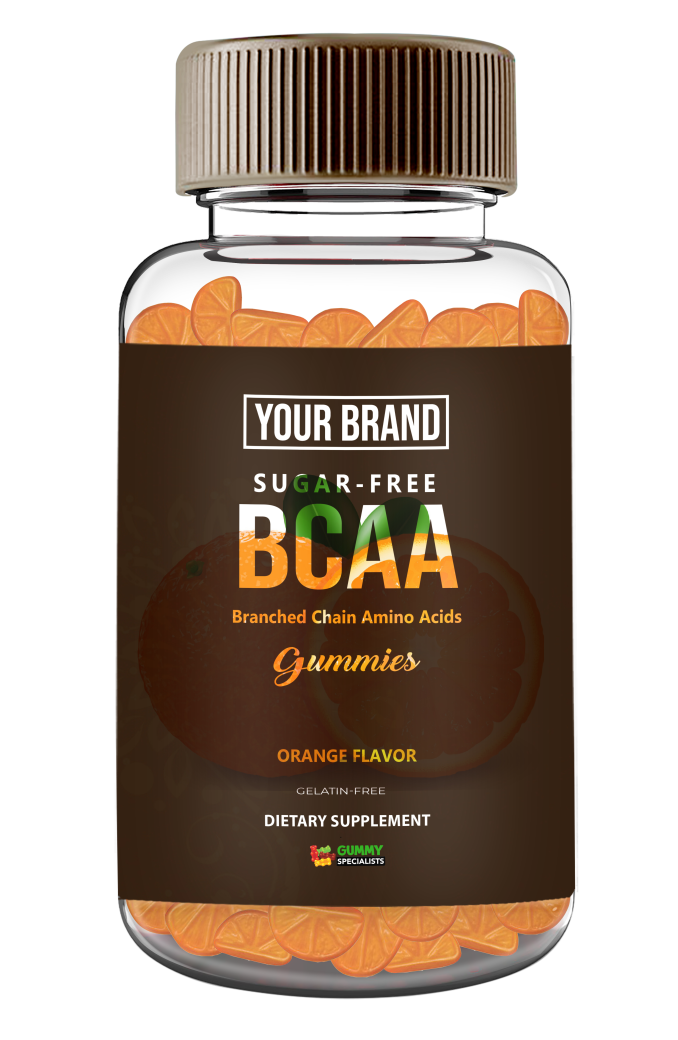 YOUR BRAND
SUGAR-FREE
BCAA
Branched Chain Amino Acids
Gummies
ORANGE FLAVOR
GELATIN-FREE
DIETARY SUPPLEMENT
GUMMY
SPECIALISTS